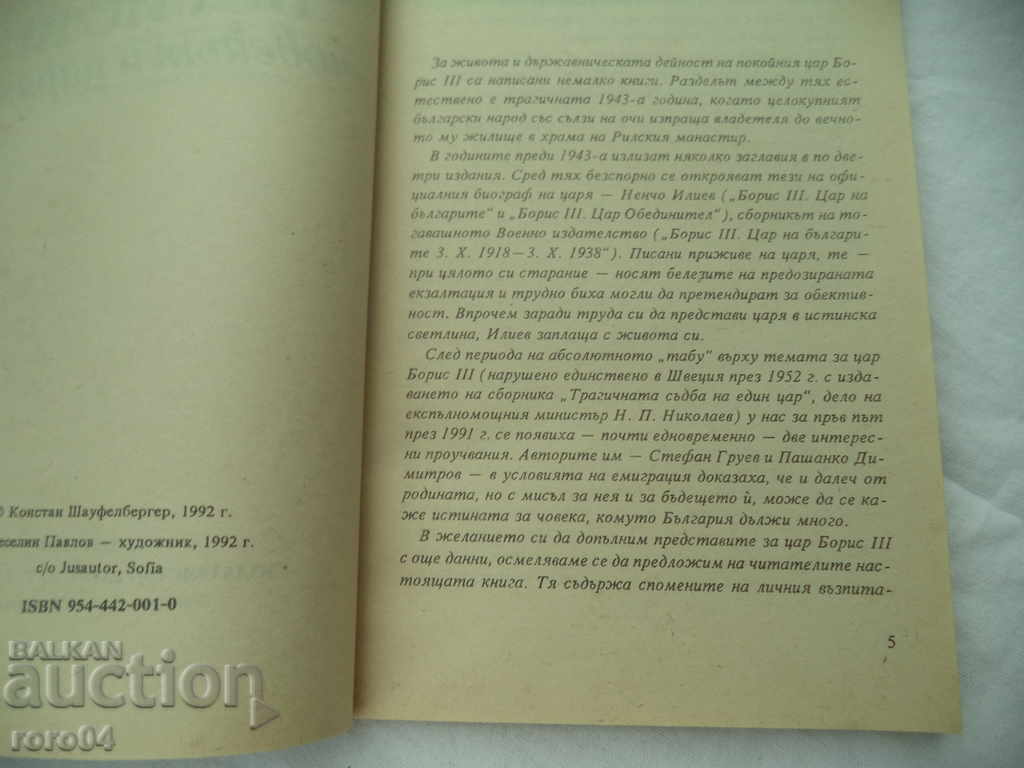 © Констан Шауфелбергер, 1992 г.
еселин Павлов — художник, 1992 г.
c/o Jusautor, Sofia
ISBN 954-442-001-0
За живота и държавническата дейност на покойния цар Бо-
рис III са написани немалко книги. Разделът между тях ес-
тествено е трагичната 1943-а година, когато целокупният
български народ със сълзи на очи изпраща владетеля до вечно-
то му жилище в храма на Рилския манастир.
В годините преди 1943-а излизат няколко заглавия в по две-
три издания. Сред тях безспорно се открояват тези на офи-
циалния биограф на царя — Ненчо Илиев („Борис III. Цар на
българите" и „Борис III. Цар Обединител"), сборникът на то-
гавашното Военно издателство („Борис III. Цар на българи-
те 3. X. 1918—3. X. 1938"). Писани приживе на царя, те —
при цялото си старание — носят белезите на предозираната
екзалтация и трудно биха могли да претендират за обектив-
ност. Впрочем заради труда си да представи царя в истинска
светлина, Илиев заплаща с живота си.
След периода на абсолютното „табу" върху темата за цар
Борис III (нарушено единствено в Швеция през 1952 г. с изда-
ването на сборника „Трагичната съдба на един цар", дело на
експълномощния министър Н. П. Николаев) у нас за пръв път
през 1991 г. се появиха — почти едновременно — две интерес-
ни проучвания. Авторите им — Стефан Груев и Пашанко Ди-
митров — в условията на емиграция доказаха, че и далеч от
родината, но с мисъл за нея и за бъдещето ѝ, може да се ка-
же истината за човека, комуто България дължи много.
В желанието си да допълним представите за цар Борис III
с още данни, осмеляваме се да предложим на читателите нас-
тоящата книга. Тя съдържа спомените на личния възпита-
5
BALKAN
auction
roro04